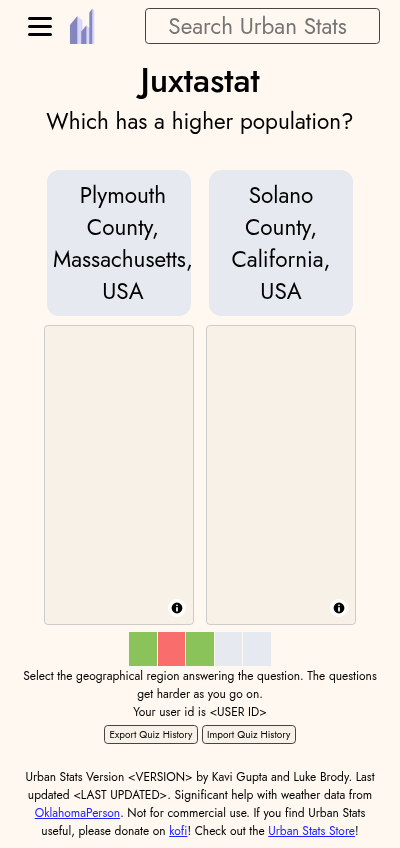 Search Urban Stats
Juxtastat
Which has a higher population?
Plymouth
County,
Massachusetts,
USA
Solano
County,
California,
USA
Select the geographical region answering the question. The questions
get harder as you go on.
Your user id is <USER ID>
Export Quiz History
Import Quiz History
Urban Stats Version <VERSION> by Kavi Gupta and Luke Brody. Last
updated <LAST UPDATED>. Significant help with weather data from
OklahomaPerson. Not for commercial use. If you find Urban Stats
useful, please donate on kofi! Check out the Urban Stats Store!